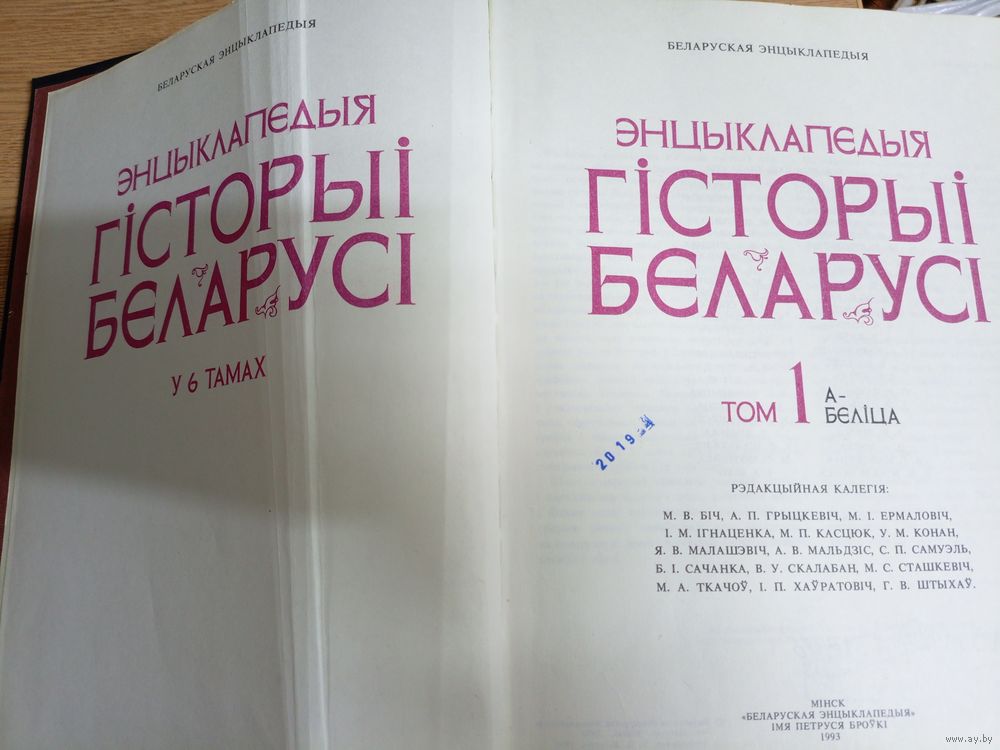 БЕЛАРУСКАЯ ЭНЦЫКЛАПЕДЫЯ
ЭНЦЫКЛАПЕДЫЯ
ГІСТОРЫІ
БЕЛАРУСІ
У 6 ТАМАХ
БЕЛАРУСКАЯ ЭНЦЫКЛАПЕДЫЯ
ЭНЦЫКЛАПЕДЫЯ
ГІСТОРЫІ
БЕЛАРУСІ
ТОМ 1 А-
БЕЛІЦА
2019
РЭДАКЦЫЙНАЯ КАЛЕГІЯ:
М. В. БІЧ, А. П. ГРЫЦКЕВІЧ, М. І. ЕРМАЛОВІЧ,
І. М. ІГНАЦЕНКА, М. П. КАСЦЮК, У. М. КОНАН,
Я. В. МАЛАШЭВІЧ, А. В. МАЛЬДЗІС, С. П. САМУЭЛЬ,
Б. І. САЧАНКА, В. У. СКАЛАБАН, М. С. СТАШКЕВІЧ,
М. А. ТКАЧОЎ, І. П. ХАЎРАТОВІЧ, Г. В. ШТЫХАЎ.
МІНСК
«БЕЛАРУСКАЯ ЭНЦЫКЛАПЕДЫЯ»
ІМЯ ПЕТРУСЯ БРОЎКІ
1993
www.ay.by